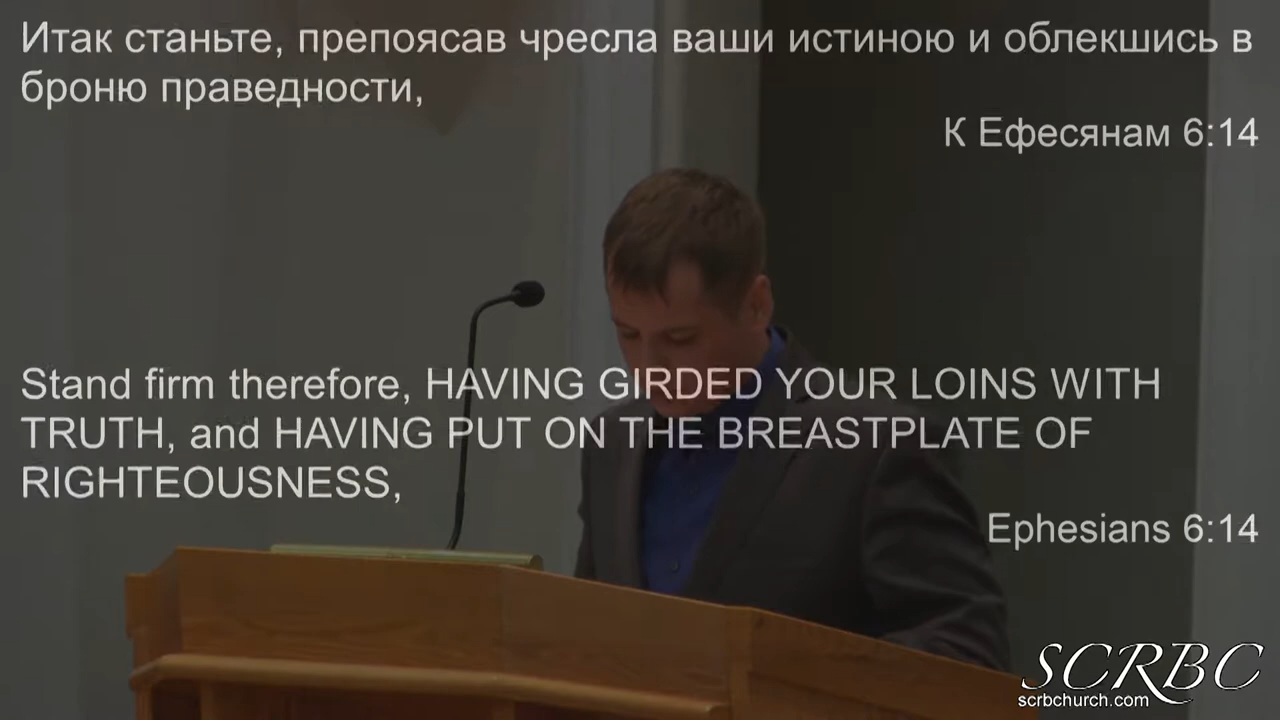 Итак станьте, препоясав чресла ваши истиною и облекшись в
броню праведности,
К Ефесянам 6:14
Stand firm therefore, HAVING GIRDED YOUR LOINS WITH
TRUTH, and HAVING PUT ON THE BREASTPLATE OF
RIGHTEOUSNESS,
Ephesians 6:14
SCRBC
scrbchurch.com